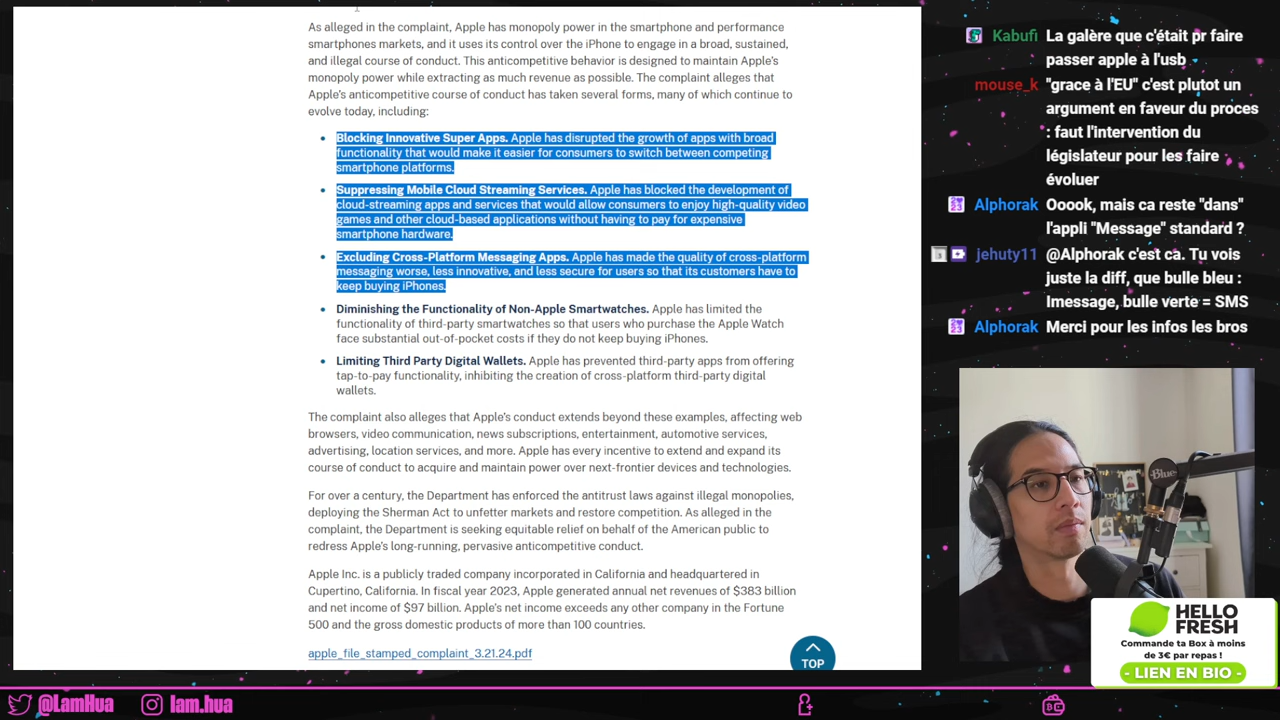 As alleged in the complaint, Apple has monopoly power in the smartphone and performance
smartphones markets, and it uses its control over the iPhone to engage in a broad, sustained,
and illegal course of conduct. This anticompetitive behavior is designed to maintain Apple's
monopoly power while extracting as much revenue as possible. The complaint alleges that
Apple's anticompetitive course of conduct has taken several forms, many of which continue to
evolve today, including:
Blocking Innovative Super Apps. Apple has disrupted the growth of apps with broad
functionality that would make it easier for consumers to switch between competing
smartphone platforms.
Suppressing Mobile Cloud Streaming Services. Apple has blocked the development of
cloud-streaming apps and services that would allow consumers to enjoy high-quality video
games and other cloud-based applications without having to pay for expensive
smartphone hardware.
Excluding Cross-Platform Messaging Apps. Apple has made the quality of cross-platform
messaging worse, less innovative, and less secure for users so that its customers have to
keep buying iPhones.
Diminishing the Functionality of Non-Apple Smartwatches. Apple has limited the
functionality of third-party smartwatches so that users who purchase the Apple Watch
face substantial out-of-pocket costs if they do not keep buying iPhones.
Limiting Third Party Digital Wallets. Apple has prevented third-party apps from offering
tap-to-pay functionality, inhibiting the creation of cross-platform third-party digital
wallets.
The complaint also alleges that Apple's conduct extends beyond these examples, affecting web
browsers, video communication, news subscriptions, entertainment, automotive services,
advertising, location services, and more. Apple has every incentive to extend and expand its
course of conduct to acquire and maintain power over next-frontier devices and technologies.
For over a century, the Department has enforced the antitrust laws against illegal monopolies,
deploying the Sherman Act to unfetter markets and restore competition. As alleged in the
complaint, the Department is seeking equitable relief on behalf of the American public to
redress Apple's long-running, pervasive anticompetitive conduct.
Apple Inc. is a publicly traded company incorporated in California and headquartered in
Cupertino, California. In fiscal year 2023, Apple generated annual net revenues of $383 billion
and net income of $97 billion. Apple's net income exceeds any other company in the Fortune
500 and the gross domestic products of more than 100 countries.
apple_file_stamped_complaint_3.21.24.pdf
TOP
Kabufi La galère que c'était pr faire
passer apple à l'usb
mouse_k "grace à l'EU" c'est plutot un
argument en faveur du proces
: faut l'intervention du
législateur pour les faire
évoluer
Alphorak Ooook, mais ca reste "dans"
l'appli "Message" standard ?
jehuty11 @Alphorak c'est ca. Tu vois
juste la diff, que bulle bleu :
Imessage, bulle verte = SMS
Alphorak Merci pour les infos les bros
Blue
HELLO
FRESH
Commande ta Box à moins
de 3€ par repas !
- LIEN EN BIO -
@LamHua
lam.hua